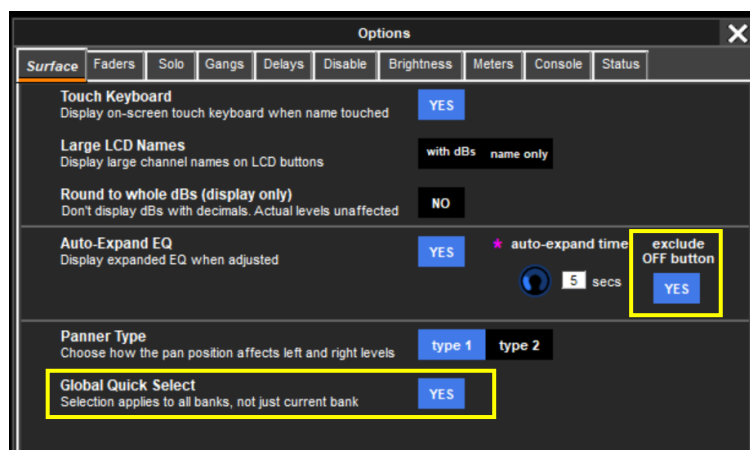 Options
Surface Faders Solo Gangs Delays Disable Brightness Meters Console Status
Touch Keyboard
Display on-screen touch keyboard when name touched
YES
Large LCD Names
Display large channel names on LCD buttons
with dBs name only
Round to whole dBs (display only)
Don't display dBs with decimals. Actual levels unaffected
NO
Auto-Expand EQ
Display expanded EQ when adjusted
YES
* auto-expand time
5 secs
exclude
OFF button
YES
Panner Type
Choose how the pan position affects left and right levels
type 1 type 2
Global Quick Select
Selection applies to all banks, not just current bank
YES